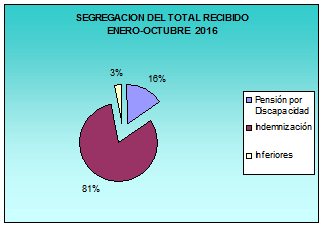 SEGREGACION DEL TOTAL RECIBIDO
ENERO-OCTUBRE 2016
3%
16%
81%
Pensión por
Discapacidad
Indemnización
Inferiores